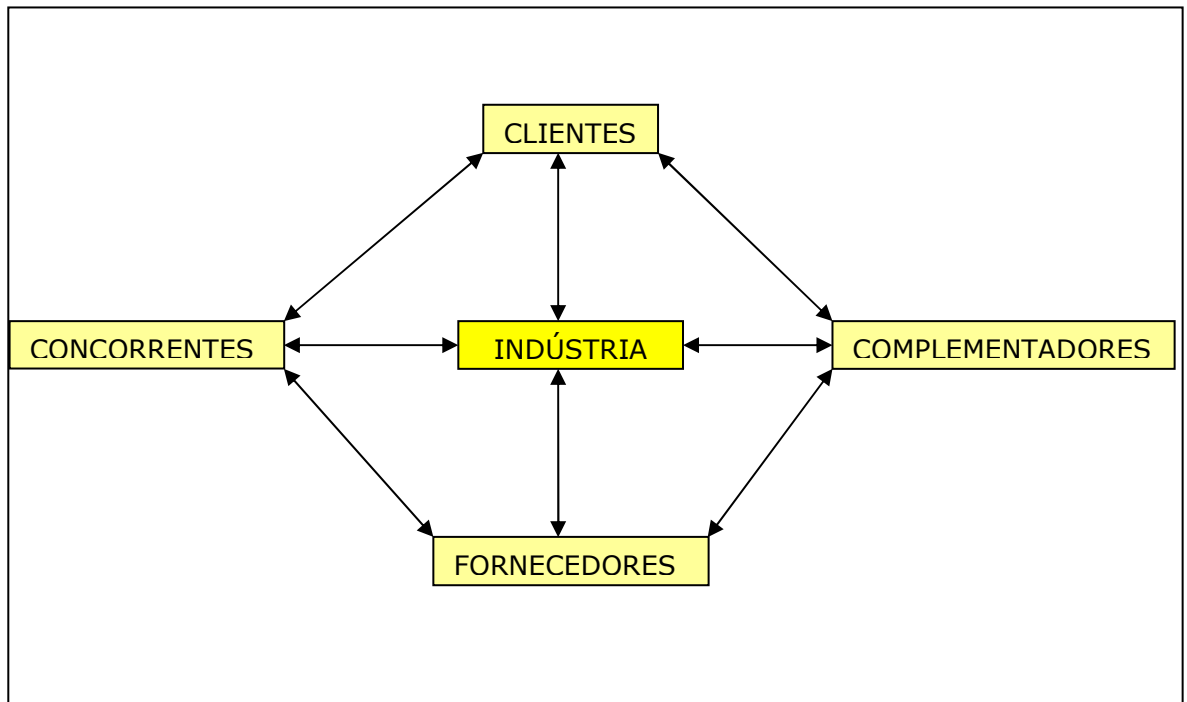 CLIENTES
CONCORRENTES
INDÚSTRIA
COMPLEMENTADORES
FORNECEDORES